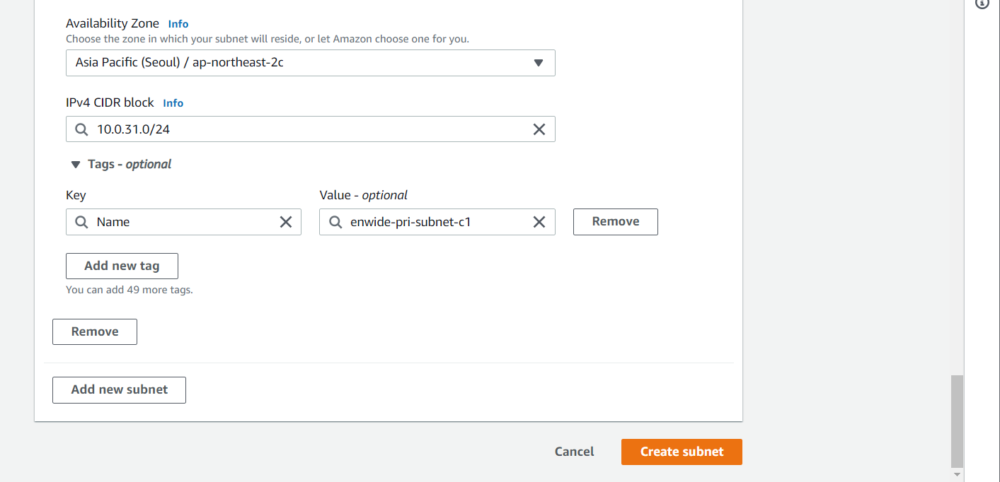 Availability Zone Info
Choose the zone in which your subnet will reside, or let Amazon choose one for you.
Asia Pacific (Seoul) / ap-northeast-2c
IPv4 CIDR block Info
10.0.31.0/24
Tags - optional
Key Value - optional
Name enwide-pri-subnet-c1 Remove
Add new tag
You can add 49 more tags.
Remove
Add new subnet
Cancel Create subnet